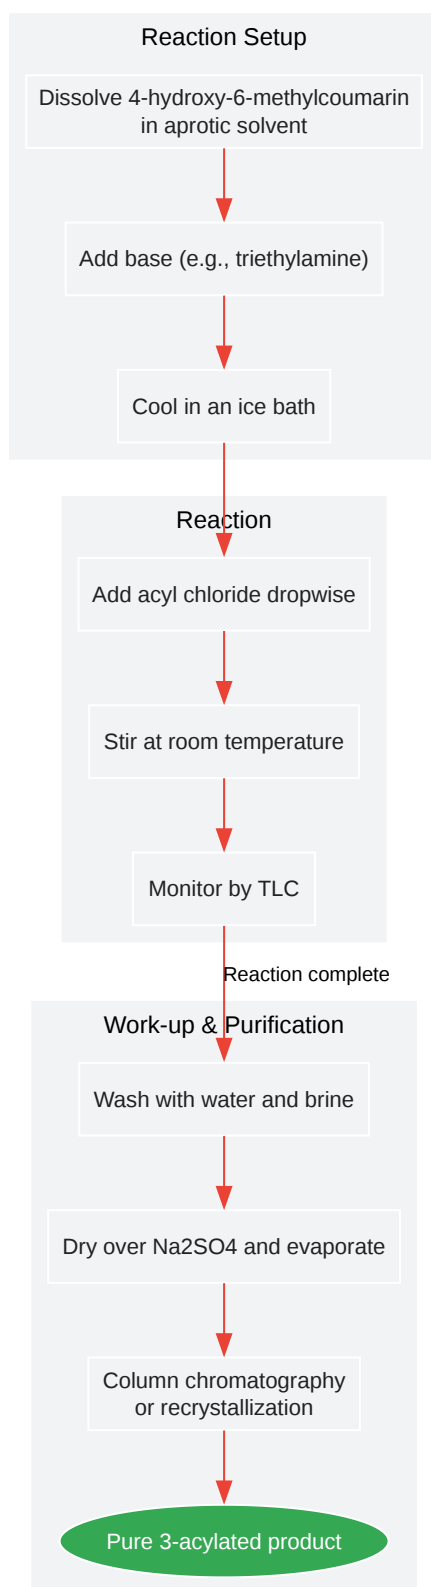 Reaction Setup
Dissolve 4-hydroxy-6-methylcoumarin
in aprotic solvent
Add base (e.g., triethylamine)
Cool in an ice bath
Reaction
Add acyl chloride dropwise
Stir at room temperature
Monitor by TLC
Reaction complete
Work-up & Purification
Wash with water and brine
Dry over Na2SO4 and evaporate
Column chromatography
or recrystallization
Pure 3-acylated product